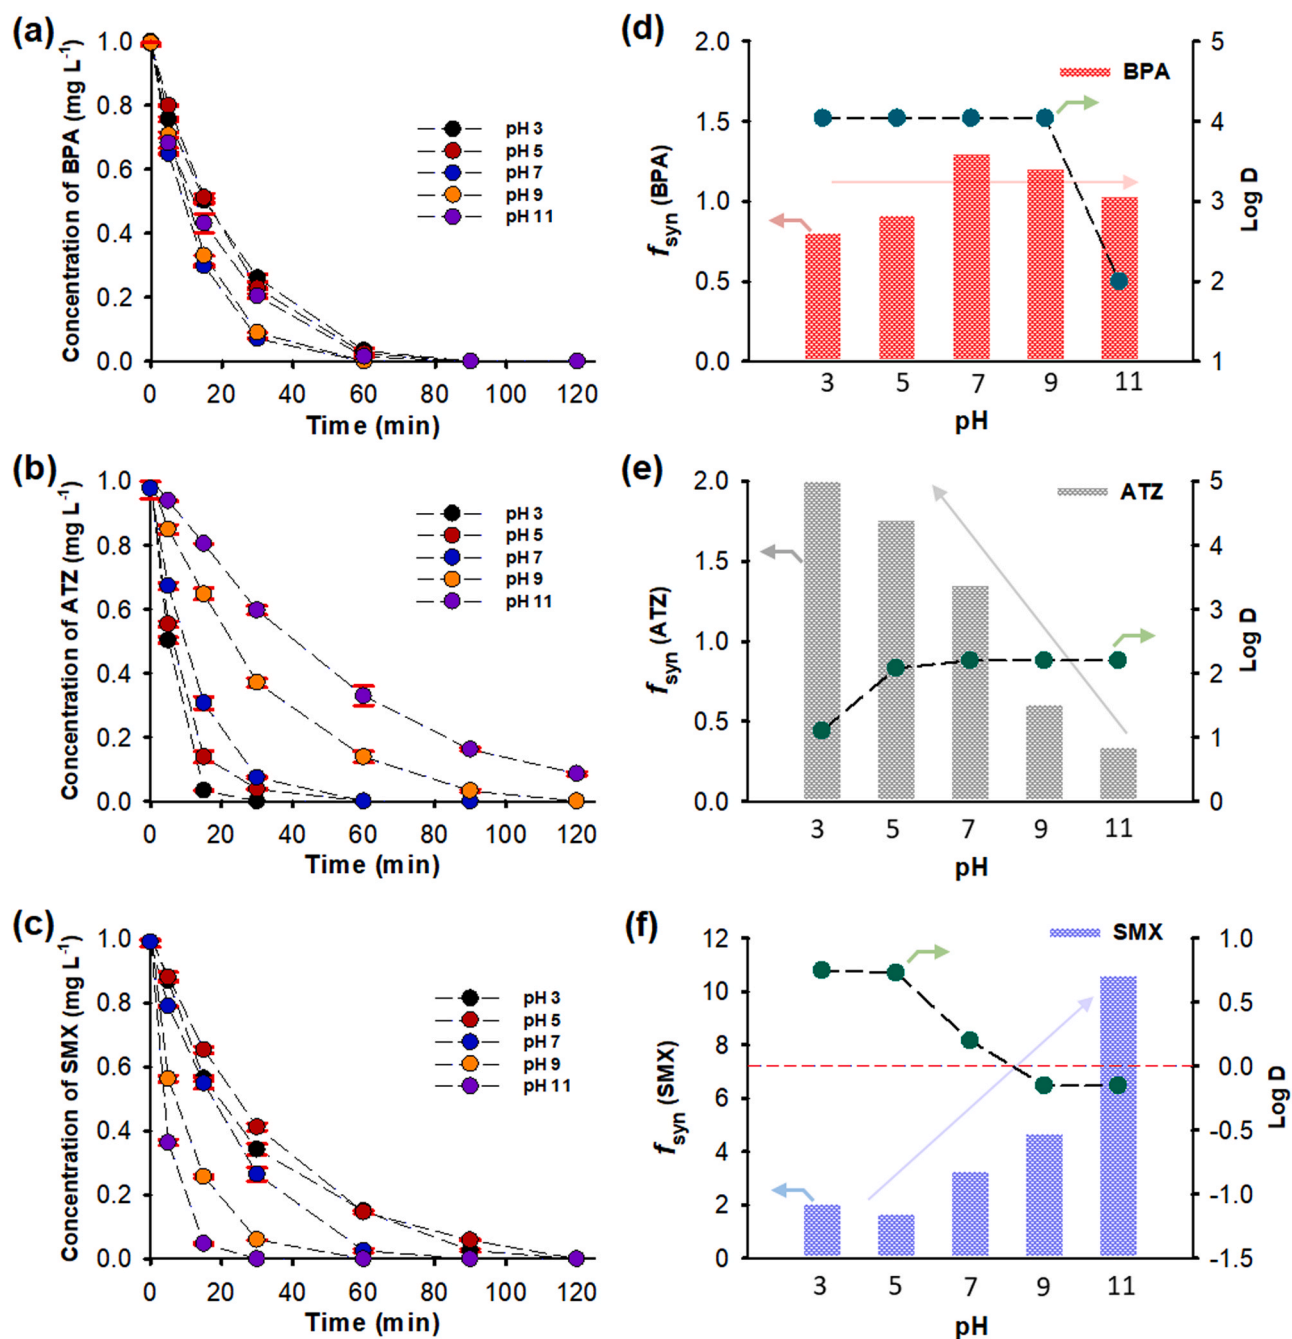 (a)
Concentration of BPA (mg L⁻¹)
1.0
0.8
0.6
0.4
0.2
0.0
pH 3
pH 5
pH 7
pH 9
pH 11
0 20 40 60 80 100 120
Time (min)
(d)
f syn (BPA)
2.0
1.5
1.0
0.5
0.0
BPA
5
4
3
2
1
Log D
3 5 7 9 11
pH
(b)
Concentration of ATZ (mg L⁻¹)
1.0
0.8
0.6
0.4
0.2
0.0
pH 3
pH 5
pH 7
pH 9
pH 11
0 20 40 60 80 100 120
Time (min)
(e)
f syn (ATZ)
2.0
1.5
1.0
0.5
0.0
ATZ
5
4
3
2
1
0
Log D
3 5 7 9 11
pH
(c)
Concentration of SMX (mg L⁻¹)
1.0
0.8
0.6
0.4
0.2
0.0
pH 3
pH 5
pH 7
pH 9
pH 11
0 20 40 60 80 100 120
Time (min)
(f)
f syn (SMX)
12
10
8
6
4
2
0
SMX
1.0
0.5
0.0
-0.5
-1.0
-1.5
Log D
3 5 7 9 11
pH